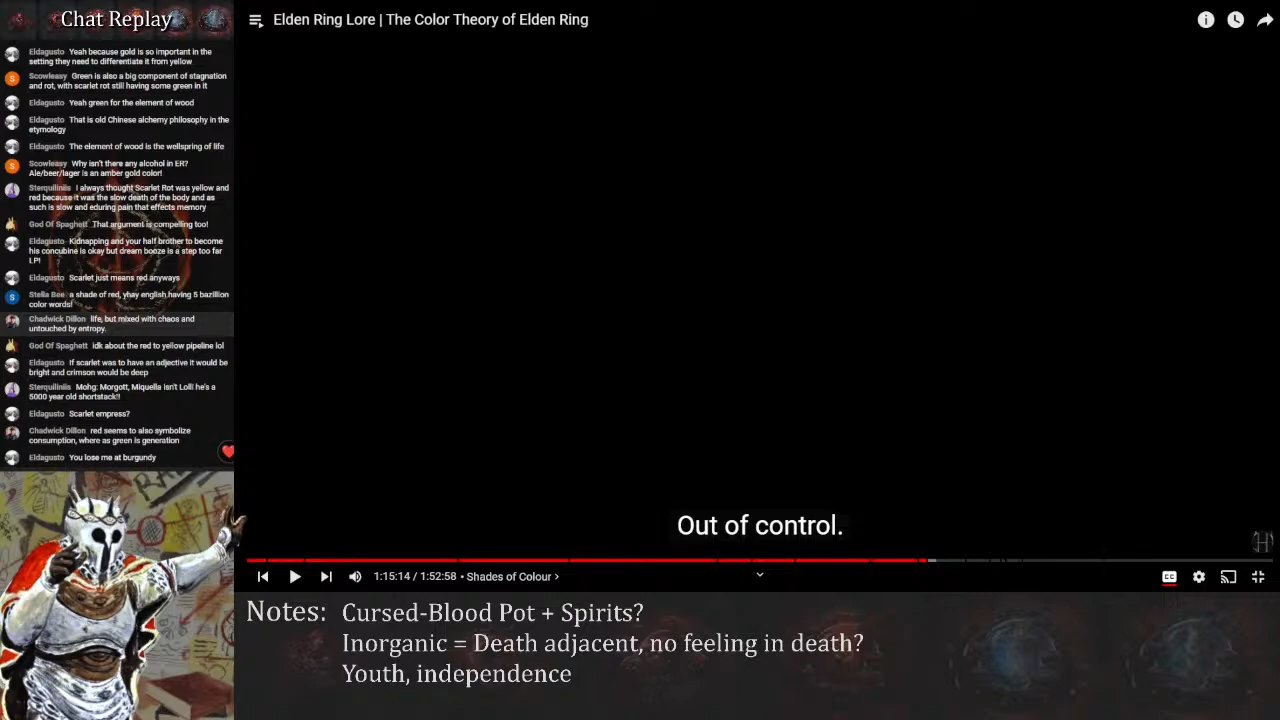 Chat Replay
Eldagusto Yeah because gold is so important in the
setting they need to differentiate it from yellow
Scowleasy Green is also a big component of stagnation
and rot, with scarlet rot still having some green in it
Eldagusto Yeah green for the element of wood
Eldagusto That is old Chinese alchemy philosophy in the
etymology
Eldagusto The element of wood is the wellspring of life
Scowleasy Why isn't there any alcohol in ER?
Ale/beer/lager is an amber gold color!
Sterquiliniis I always thought Scarlet Rot was yellow and
red because it was the slow death of the body and as
such is slow and eduring pain that effects memory
God Of Spaghett That argument is compelling too!
Eldagusto Kidnapping and your half brother to become
his concubine is okay but dream booze is a step too far
LP!
Eldagusto Scarlet just means red anyways
Stella Bee a shade of red, yhay english having 5 bazillion
color words!
Chadwick Dillon life, but mixed with chaos and
untouched by entropy.
God Of Spaghett idk about the red to yellow pipeline lol
Eldagusto If scarlet was to have an adjective it would be
bright and crimson would be deep
Sterquiliniis Mohg: Morgott, Miquella isn't Lolli he's a
5000 year old shortstack!!
Eldagusto Scarlet empress?
Chadwick Dillon red seems to also symbolize
consumption, where as green is generation
Eldagusto You lose me at burgundy
Elden Ring Lore | The Color Theory of Elden Ring
Out of control.
1:15:14 / 1:52:58 • Shades of Colour ›
CC
Notes: Cursed-Blood Pot + Spirits?
Inorganic = Death adjacent, no feeling in death?
Youth, independence